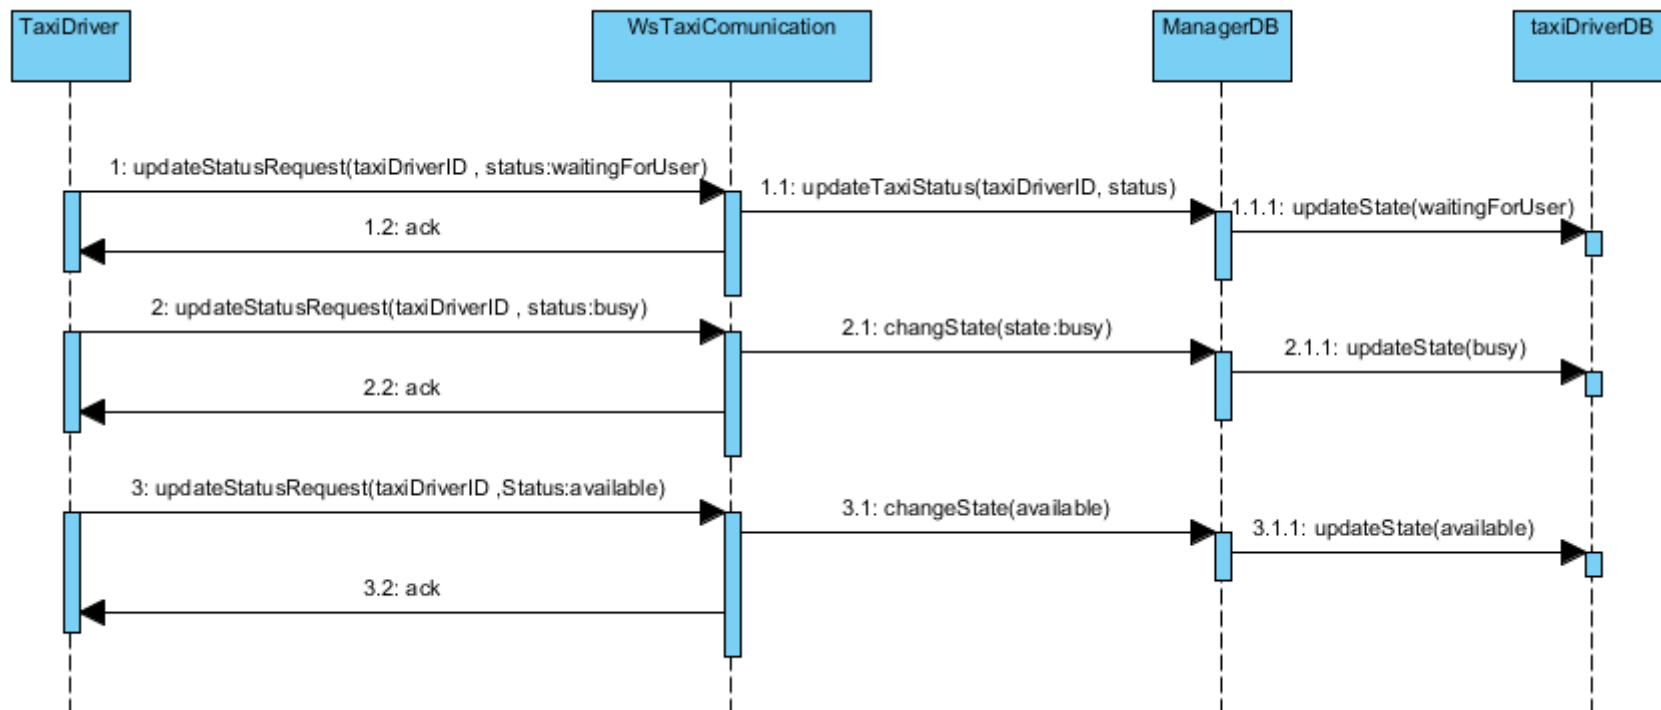 TaxiDriver
WsTaxiComunication
ManagerDB
taxiDriverDB
1: updateStatusRequest(taxiDriverID , status:waitingForUser)
1.1: updateTaxiStatus(taxiDriverID, status)
1.1.1: updateState(waitingForUser)
1.2: ack
2: updateStatusRequest(taxiDriverID , status:busy)
2.1: changState(state:busy)
2.1.1: updateState(busy)
2.2: ack
3: updateStatusRequest(taxiDriverID ,Status:available)
3.1: changeState(available)
3.1.1: updateState(available)
3.2: ack